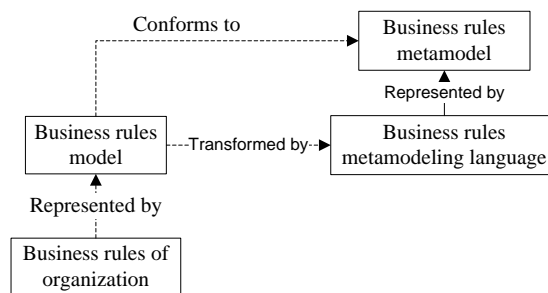 Conforms to
Business rules
metamodel
Represented by
Business rules
model
Transformed by
Business rules
metamodeling language
Represented by
Business rules of
organization